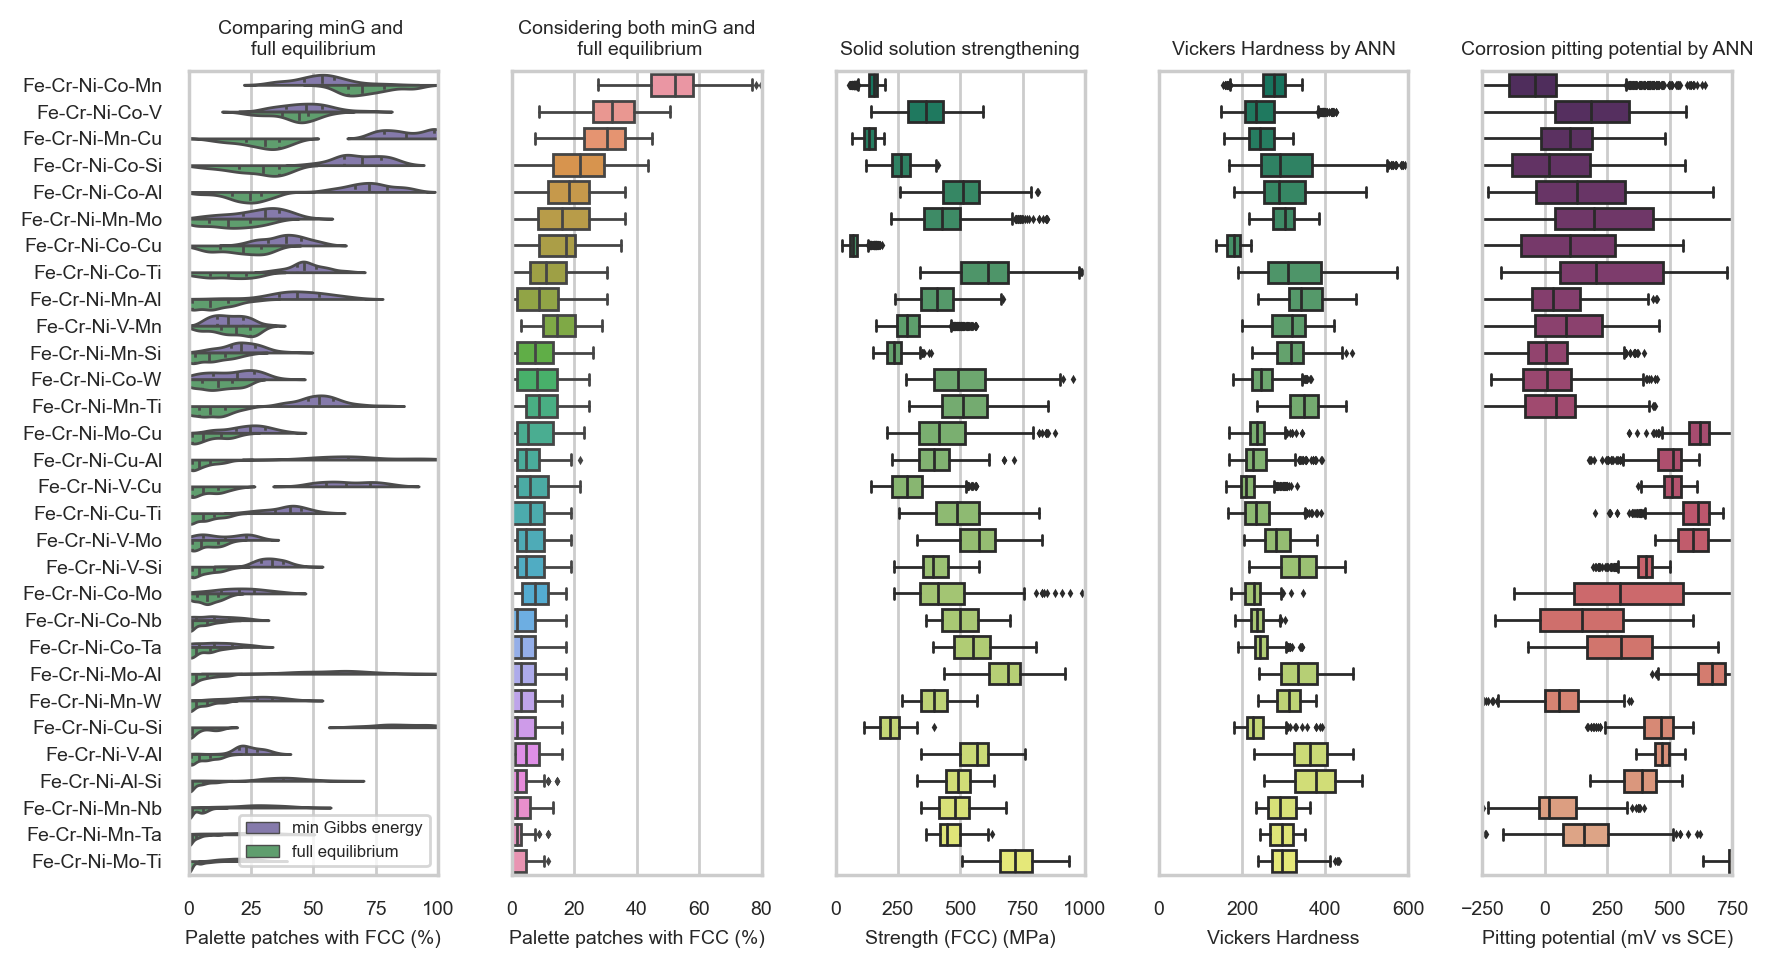 Comparing minG and
full equilibrium
Considering both minG and
full equilibrium
Solid solution strengthening
Vickers Hardness by ANN
Corrosion pitting potential by ANN
Fe-Cr-Ni-Co-Mn
Fe-Cr-Ni-Co-V
Fe-Cr-Ni-Mn-Cu
Fe-Cr-Ni-Co-Si
Fe-Cr-Ni-Co-Al
Fe-Cr-Ni-Mn-Mo
Fe-Cr-Ni-Co-Cu
Fe-Cr-Ni-Co-Ti
Fe-Cr-Ni-Mn-Al
Fe-Cr-Ni-V-Mn
Fe-Cr-Ni-Mn-Si
Fe-Cr-Ni-Co-W
Fe-Cr-Ni-Mn-Ti
Fe-Cr-Ni-Mo-Cu
Fe-Cr-Ni-Cu-Al
Fe-Cr-Ni-V-Cu
Fe-Cr-Ni-Cu-Ti
Fe-Cr-Ni-V-Mo
Fe-Cr-Ni-V-Si
Fe-Cr-Ni-Co-Mo
Fe-Cr-Ni-Co-Nb
Fe-Cr-Ni-Co-Ta
Fe-Cr-Ni-Mo-Al
Fe-Cr-Ni-Mn-W
Fe-Cr-Ni-Cu-Si
Fe-Cr-Ni-V-Al
Fe-Cr-Ni-Al-Si
Fe-Cr-Ni-Mn-Nb
Fe-Cr-Ni-Mn-Ta
Fe-Cr-Ni-Mo-Ti
min Gibbs energy
full equilibrium
0 25 50 75 100
Palette patches with FCC (%)
0 20 40 60 80
Palette patches with FCC (%)
0 250 500 750 1000
Strength (FCC) (MPa)
0 200 400 600
Vickers Hardness
−250 0 250 500 750
Pitting potential (mV vs SCE)